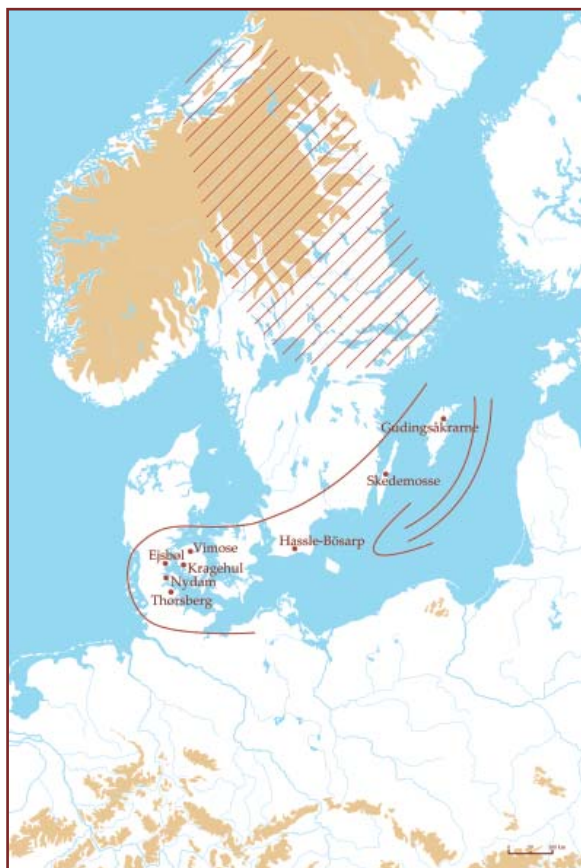 Gudingsåkrarne
Skedemosse
Hassle-Bösarp
Vimose
Ejsbøl
Kragehul
Nydam
Thorsberg